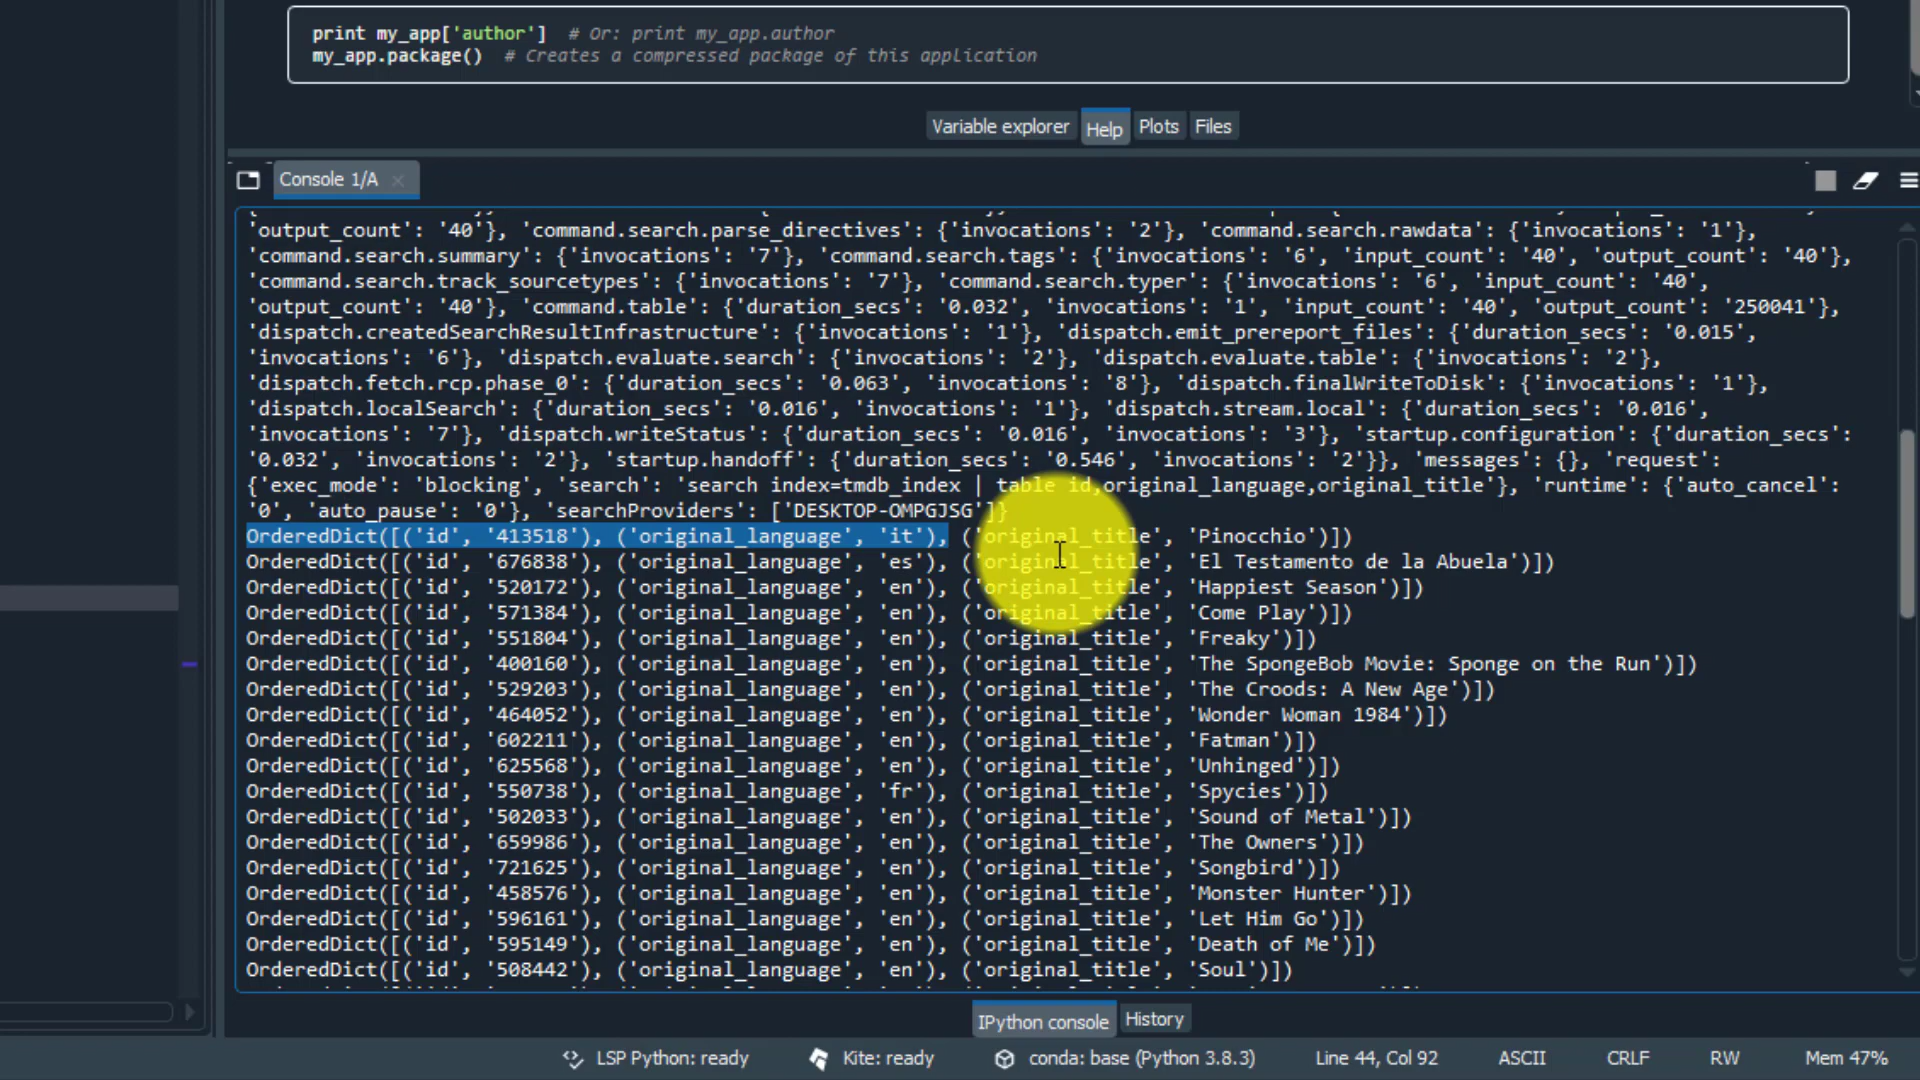 print my_app['author']  # Or: print my_app.author
my_app.package()  # Creates a compressed package of this application
Variable explorer Help Plots Files
Console 1/A
'output_count': '40'}, 'command.search.parse_directives': {'invocations': '2'}, 'command.search.rawdata': {'invocations': '1'},
'command.search.summary': {'invocations': '7'}, 'command.search.tags': {'invocations': '6', 'input_count': '40', 'output_count': '40'},
'command.search.track_sourcetypes': {'invocations': '7'}, 'command.search.typer': {'invocations': '6', 'input_count': '40',
'output_count': '40'}, 'command.table': {'duration_secs': '0.032', 'invocations': '1', 'input_count': '40', 'output_count': '250041'},
'dispatch.createdSearchResultInfrastructure': {'invocations': '1'}, 'dispatch.emit_prereport_files': {'duration_secs': '0.015',
'invocations': '6'}, 'dispatch.evaluate.search': {'invocations': '2'}, 'dispatch.evaluate.table': {'invocations': '2'},
'dispatch.fetch.rcp.phase_0': {'duration_secs': '0.063', 'invocations': '8'}, 'dispatch.finalWriteToDisk': {'invocations': '1'},
'dispatch.localSearch': {'duration_secs': '0.016', 'invocations': '1'}, 'dispatch.stream.local': {'duration_secs': '0.016',
'invocations': '7'}, 'dispatch.writeStatus': {'duration_secs': '0.016', 'invocations': '3'}, 'startup.configuration': {'duration_secs':
'0.032', 'invocations': '2'}, 'startup.handoff': {'duration_secs': '0.546', 'invocations': '2'}}, 'messages': {}, 'request':
{'exec_mode': 'blocking', 'search': 'search index=tmdb_index | table id,original_language,original_title'}, 'runtime': {'auto_cancel':
'0', 'auto_pause': '0'}, 'searchProviders': ['DESKTOP-OMPGJSG']}
OrderedDict([('id', '413518'), ('original_language', 'it'), ('original_title', 'Pinocchio')])
OrderedDict([('id', '676838'), ('original_language', 'es'), ('original_title', 'El Testamento de la Abuela')])
OrderedDict([('id', '520172'), ('original_language', 'en'), ('original_title', 'Happiest Season')])
OrderedDict([('id', '571384'), ('original_language', 'en'), ('original_title', 'Come Play')])
OrderedDict([('id', '551804'), ('original_language', 'en'), ('original_title', 'Freaky')])
OrderedDict([('id', '400160'), ('original_language', 'en'), ('original_title', 'The SpongeBob Movie: Sponge on the Run')])
OrderedDict([('id', '529203'), ('original_language', 'en'), ('original_title', 'The Croods: A New Age')])
OrderedDict([('id', '464052'), ('original_language', 'en'), ('original_title', 'Wonder Woman 1984')])
OrderedDict([('id', '602211'), ('original_language', 'en'), ('original_title', 'Fatman')])
OrderedDict([('id', '625568'), ('original_language', 'en'), ('original_title', 'Unhinged')])
OrderedDict([('id', '550738'), ('original_language', 'fr'), ('original_title', 'Spycies')])
OrderedDict([('id', '502033'), ('original_language', 'en'), ('original_title', 'Sound of Metal')])
OrderedDict([('id', '659986'), ('original_language', 'en'), ('original_title', 'The Owners')])
OrderedDict([('id', '721625'), ('original_language', 'en'), ('original_title', 'Songbird')])
OrderedDict([('id', '458576'), ('original_language', 'en'), ('original_title', 'Monster Hunter')])
OrderedDict([('id', '596161'), ('original_language', 'en'), ('original_title', 'Let Him Go')])
OrderedDict([('id', '595149'), ('original_language', 'en'), ('original_title', 'Death of Me')])
OrderedDict([('id', '508442'), ('original_language', 'en'), ('original_title', 'Soul')])
IPython console History
LSP Python: ready Kite: ready conda: base (Python 3.8.3) Line 44, Col 92 ASCII CRLF RW Mem 47%